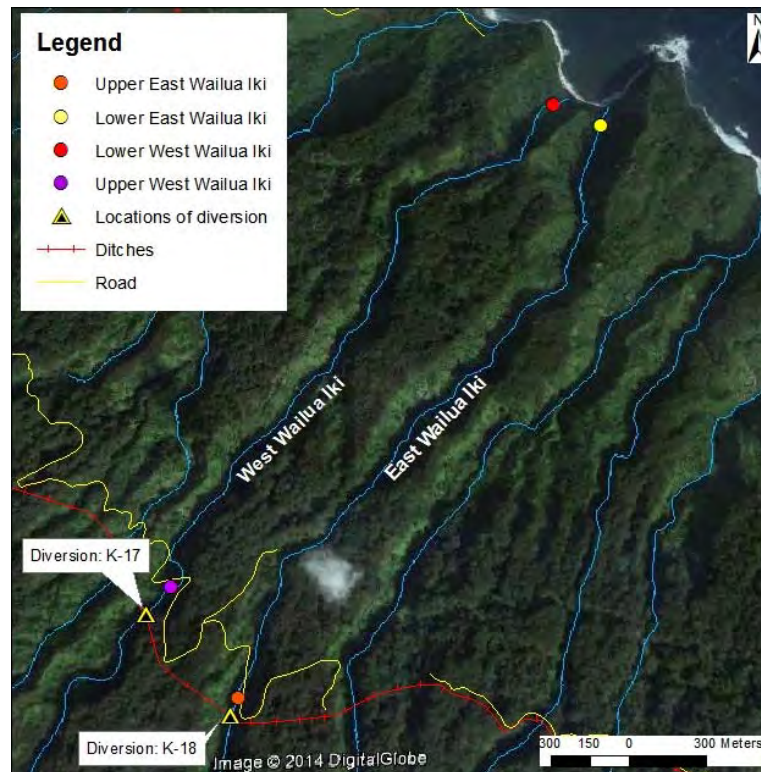 Legend
Upper East Wailua Iki
Lower East Wailua Iki
Lower West Wailua Iki
Upper West Wailua Iki
Locations of diversion
Ditches
Road
N
West Wailua Iki
East Wailua Iki
Diversion: K-17
Diversion: K-18
Image © 2014 DigitalGlobe
300 150 0 300 Meters